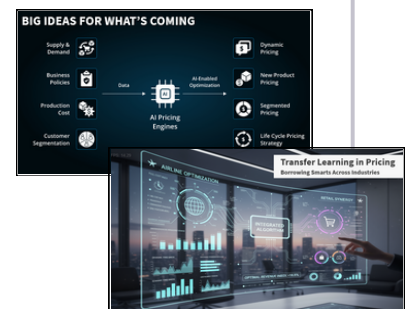 BIG IDEAS FOR WHAT'S COMING
Supply &
Demand
Business
Policies
Production
Cost
Customer
Segmentation
Data
AI
AI Pricing
Engines
AI-Enabled
Optimization
Dynamic
Pricing
New Product
Pricing
Segmented
Pricing
Life Cycle Pricing
Strategy
Transfer Learning in Pricing
Borrowing Smarts Across Industries
AIRLINE OPTIMIZATION
INTEGRATED
ALGORITHM
RETAIL SYNERGY